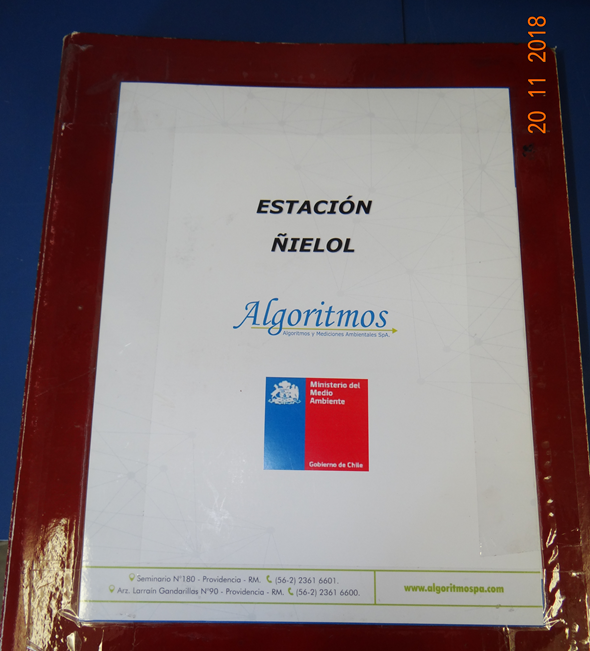 20 11 2018
ESTACIÓN
ÑIELOL
Algoritmos
Algoritmos y Mediciones Ambientales SpA.
Ministerio del
Medio
Ambiente
Gobierno de Chile
Seminario N°180 - Providencia - RM. (56-2) 2361 6601.
Arz. Larraín Gandarillas N°90 - Providencia - RM. (56-2) 2361 6600.
www.algoritmospa.com